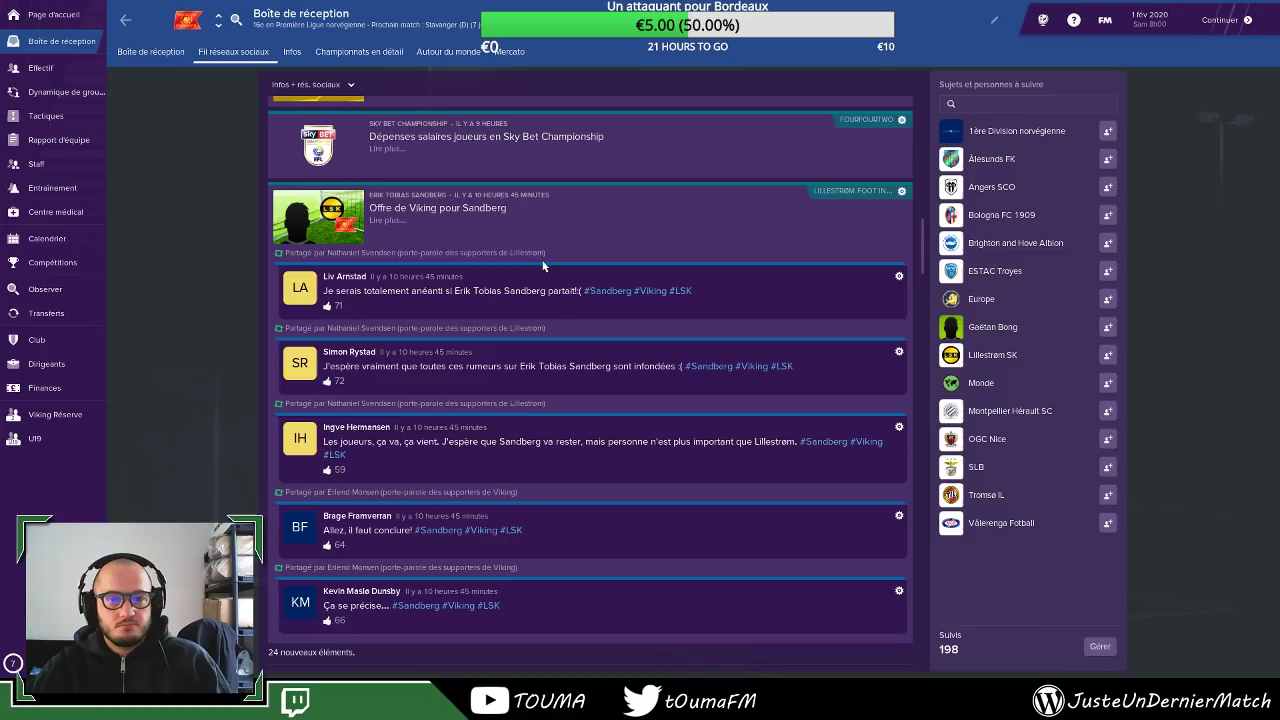 Un attaquant pour Bordeaux
€5.00 (50.00%)
€0
21 HOURS TO GO
€10
Boîte de réception
16e en Première Ligue norvégienne - Prochain match : Stavanger (D) (7 j
FM
1 fév 2020
Sam 8h00
Continuer
Boîte de réception
Fil réseaux sociaux
Infos
Championnats en détail
Autour du monde
Mercato
Page d'accueil
Boîte de réception
Effectif
Dynamique de grou...
Tactiques
Rapport d'équipe
Staff
Entraînement
Centre médical
Calendrier
Compétitions
Observer
Transferts
Club
Dirigeants
Finances
Viking Réserve
U19
7
Infos + rés. sociaux
SKY BET CHAMPIONSHIP - IL Y A 9 HEURES
FOURFOURTWO
Dépenses salaires joueurs en Sky Bet Championship
Lire plus...
sky BET
EFL
ERIK TOBIAS SANDBERG - IL Y A 10 HEURES 45 MINUTES
LILLESTRØM FOOT IN...
Offre de Viking pour Sandberg
Lire plus...
LSK
Partagé par Nathaniel Svendsen (porte-parole des supporters de Lillestrøm)
LA
Liv Arnstad Il y a 10 heures 45 minutes
Je serais totalement anéanti si Erik Tobias Sandberg partait!:( #Sandberg #Viking #LSK
71
Partagé par Nathaniel Svendsen (porte-parole des supporters de Lillestrøm)
SR
Simon Rystad Il y a 10 heures 45 minutes
J'espère vraiment que toutes ces rumeurs sur Erik Tobias Sandberg sont infondées :( #Sandberg #Viking #LSK
72
Partagé par Nathaniel Svendsen (porte-parole des supporters de Lillestrøm)
IH
Ingve Hermansen Il y a 10 heures 45 minutes
Les joueurs, ça va, ça vient. J'espère que Sandberg va rester, mais personne n'est plus important que Lillestrøm. #Sandberg #Viking
#LSK
59
Partagé par Erlend Monsen (porte-parole des supporters de Viking)
BF
Brage Framverran Il y a 10 heures 45 minutes
Allez, il faut conclure! #Sandberg #Viking #LSK
64
Partagé par Erlend Monsen (porte-parole des supporters de Viking)
KM
Kevin Maslø Dunsby Il y a 10 heures 45 minutes
Ça se précise... #Sandberg #Viking #LSK
66
24 nouveaux éléments.
Sujets et personnes à suivre
1ère Division norvégienne
Ålesunds FK
Angers SCO
Bologna FC 1909
Brighton and Hove Albion
ESTAC Troyes
Europe
Gaëtan Bong
Lillestrøm SK
Monde
Montpellier Hérault SC
OGC Nice
SLB
Tromsø IL
Vålerenga Fotball
Suivis
198
Gérer
TOUMA
tOumaFM
JusteUnDernierMatch